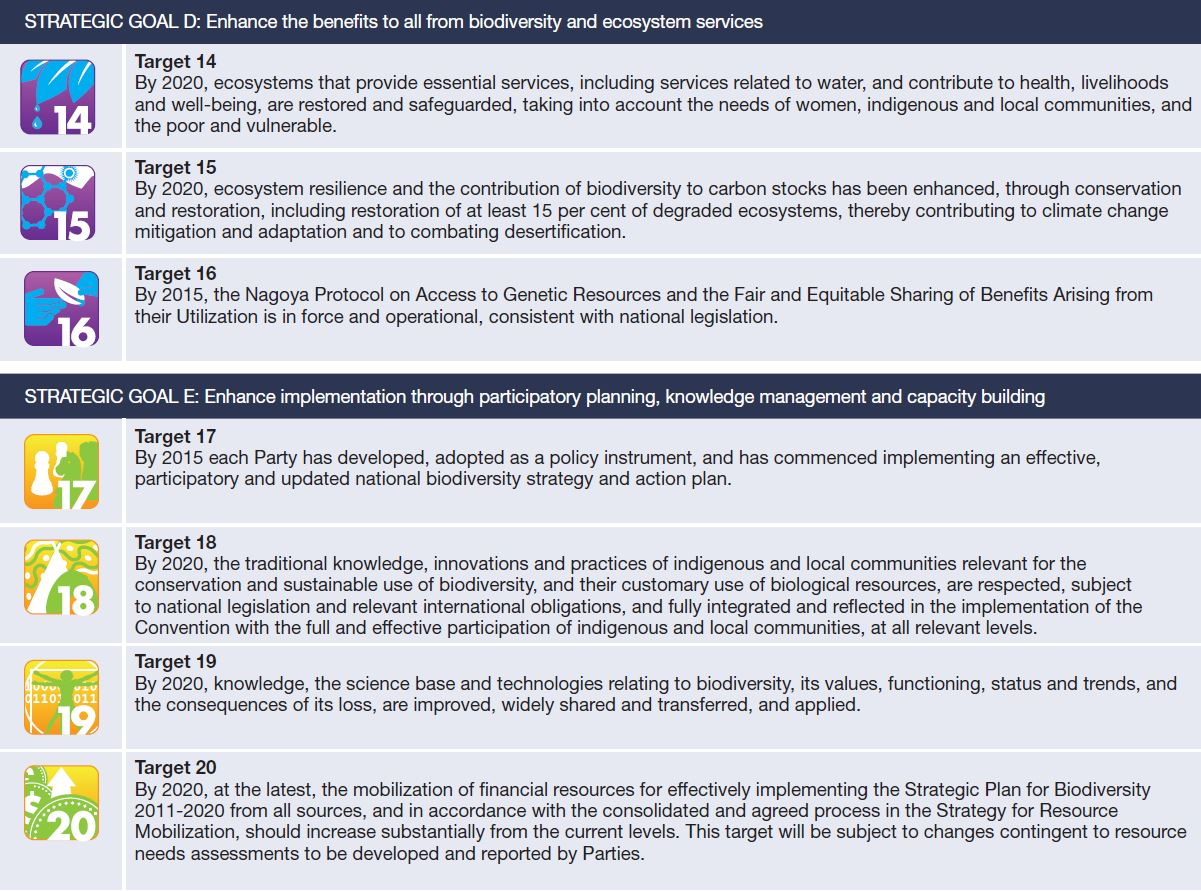 STRATEGIC GOAL D: Enhance the benefits to all from biodiversity and ecosystem services
14
Target 14
By 2020, ecosystems that provide essential services, including services related to water, and contribute to health, livelihoods
and well-being, are restored and safeguarded, taking into account the needs of women, indigenous and local communities, and
the poor and vulnerable.
15
Target 15
By 2020, ecosystem resilience and the contribution of biodiversity to carbon stocks has been enhanced, through conservation
and restoration, including restoration of at least 15 per cent of degraded ecosystems, thereby contributing to climate change
mitigation and adaptation and to combating desertification.
16
Target 16
By 2015, the Nagoya Protocol on Access to Genetic Resources and the Fair and Equitable Sharing of Benefits Arising from
their Utilization is in force and operational, consistent with national legislation.
STRATEGIC GOAL E: Enhance implementation through participatory planning, knowledge management and capacity building
17
Target 17
By 2015 each Party has developed, adopted as a policy instrument, and has commenced implementing an effective,
participatory and updated national biodiversity strategy and action plan.
18
Target 18
By 2020, the traditional knowledge, innovations and practices of indigenous and local communities relevant for the
conservation and sustainable use of biodiversity, and their customary use of biological resources, are respected, subject
to national legislation and relevant international obligations, and fully integrated and reflected in the implementation of the
Convention with the full and effective participation of indigenous and local communities, at all relevant levels.
19
Target 19
By 2020, knowledge, the science base and technologies relating to biodiversity, its values, functioning, status and trends, and
the consequences of its loss, are improved, widely shared and transferred, and applied.
$
20
Target 20
By 2020, at the latest, the mobilization of financial resources for effectively implementing the Strategic Plan for Biodiversity
2011-2020 from all sources, and in accordance with the consolidated and agreed process in the Strategy for Resource
Mobilization, should increase substantially from the current levels. This target will be subject to changes contingent to resource
needs assessments to be developed and reported by Parties.